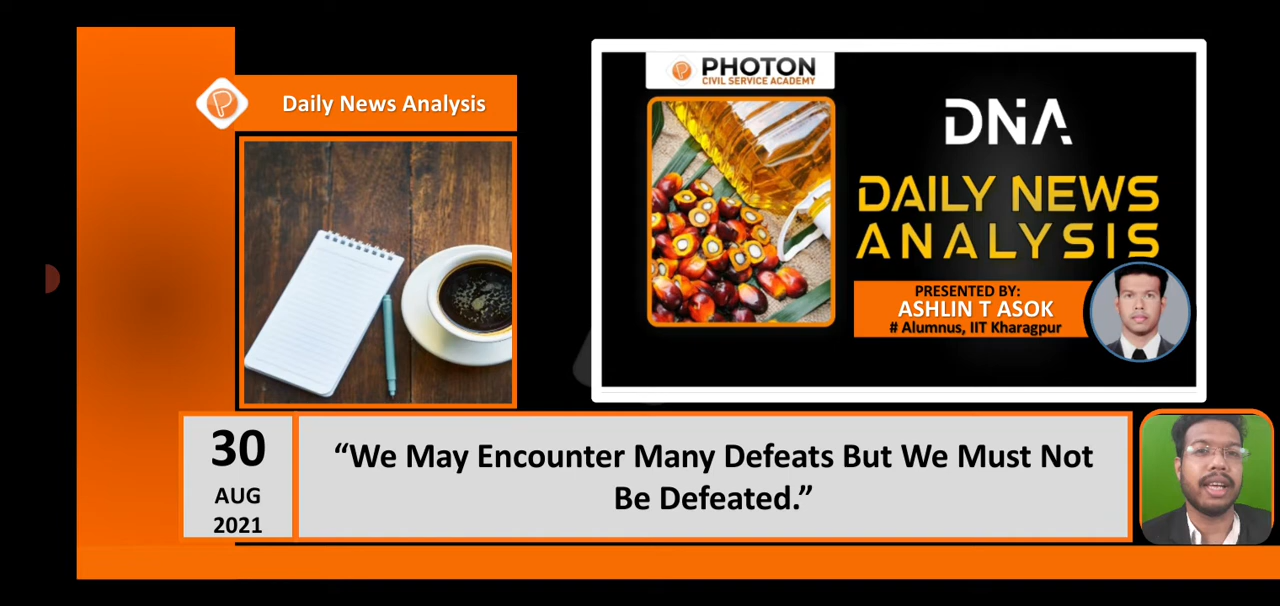 Daily News Analysis
PHOTON
CIVIL SERVICE ACADEMY
DNA
DAILY NEWS
ANALYSIS
PRESENTED BY:
ASHLIN T ASOK
# Alumnus, IIT Kharagpur
30
AUG
2021
“We May Encounter Many Defeats But We Must Not
Be Defeated.”